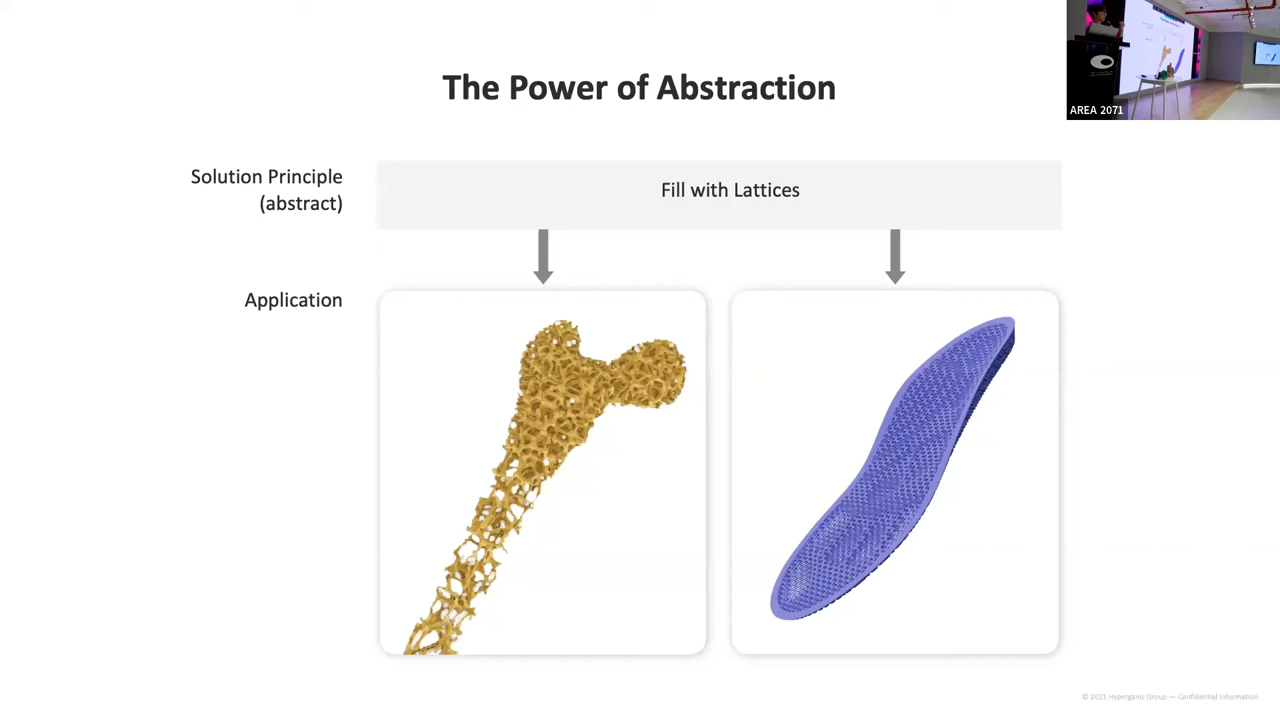 The Power of Abstraction
AREA 2071
Solution Principle
(abstract)
Fill with Lattices
Application
© 2021 Hyperganic Group — Confidential Information